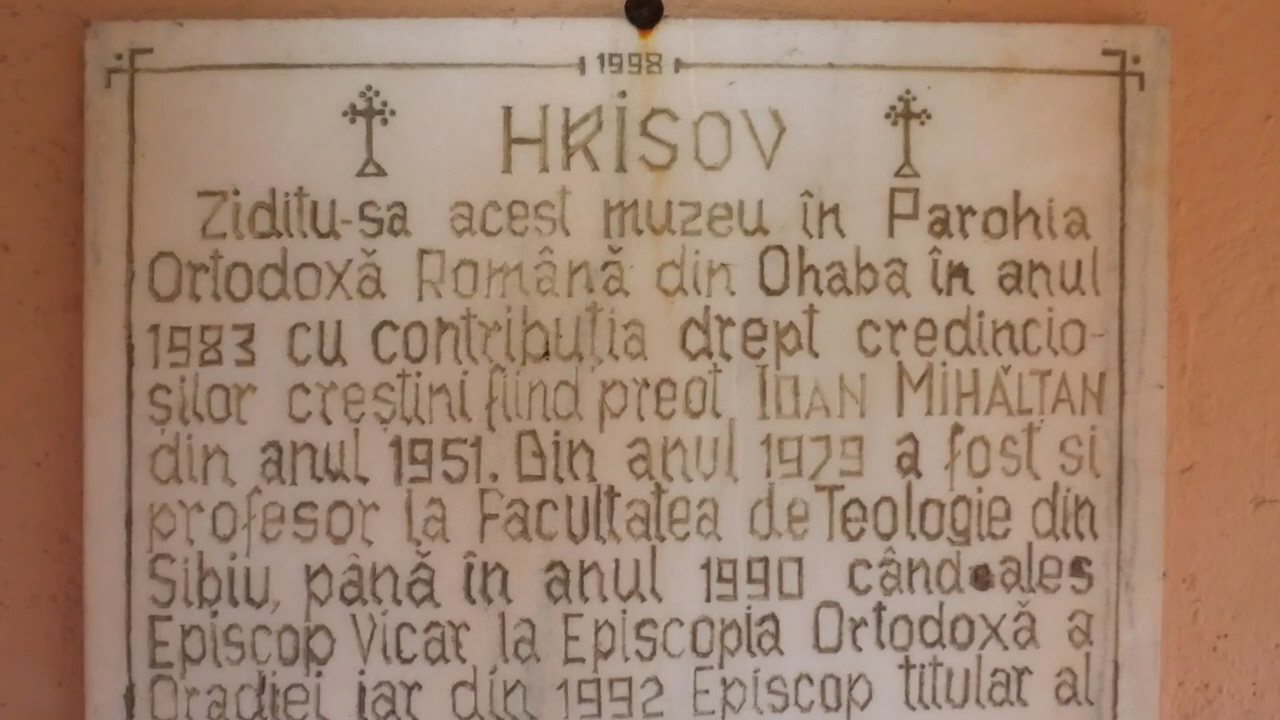 1998
HRISOV
Ziditu-sa acest muzeu în Parohia
Ortodoxă Română din Ohaba în anul
1983 cu contribuția drept credincio-
șilor creștini fiind preot IOAN MIHĂLȚAN
din anul 1951. Din anul 1979 a fost și
profesor la Facultatea de Teologie din
Sibiu, până în anul 1990 când e ales
Episcop Vicar la Episcopia Ortodoxă a
Oradiei iar din 1992 Episcop titular al